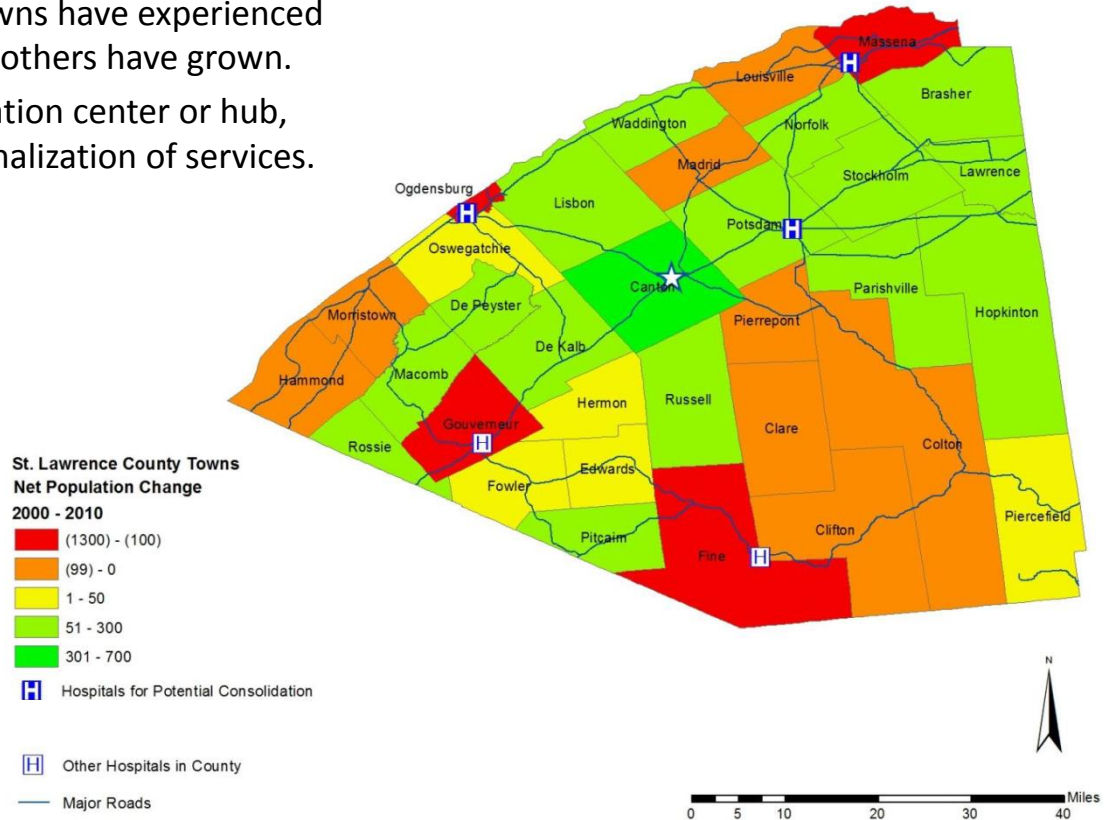 wns have experienced
others have grown.
ation center or hub,
nalization of services.
Massena
Louisville
Brasher
Waddington
Norfolk
Madrid
Stockholm
Lawrence
Ogdensburg
Lisbon
Potsdam
Oswegatchie
Canton
Parishville
De Peyster
Hopkinton
Morristown
Pierrepont
De Kalb
Macomb
Hammond
Hermon
Russell
Gouverneur
Clare
Rossie
Colton
Edwards
Fowler
Piercefield
Clifton
Pitcairn
Fine
H
H
H
H
H
St. Lawrence County Towns
Net Population Change
2000 - 2010
(1300) - (100)
(99) - 0
1 - 50
51 - 300
301 - 700
H Hospitals for Potential Consolidation
H Other Hospitals in County
Major Roads
N
Miles
0 5 10 20 30 40